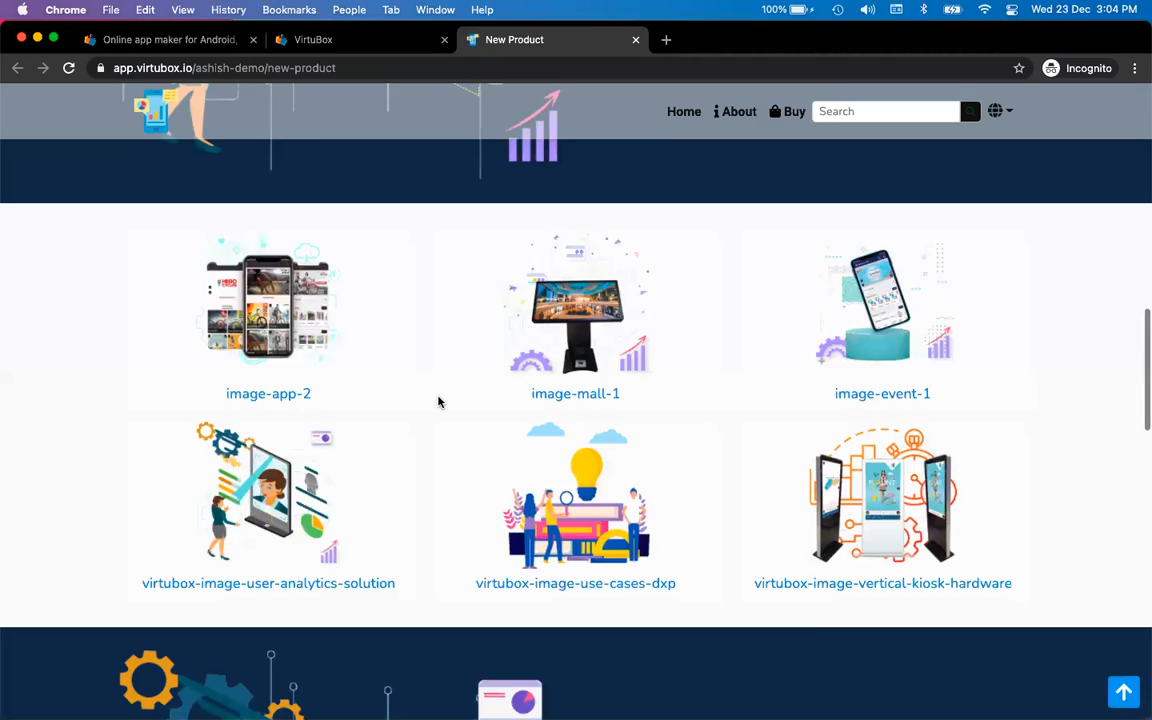 Chrome File Edit View History Bookmarks People Tab Window Help 100% Wed 23 Dec 3:04 PM
Online app maker for Android, VirtuBox New Product
app.virtubox.io/ashish-demo/new-product Incognito
Home About Buy Search
image-app-2 image-mall-1 image-event-1
virtubox-image-user-analytics-solution virtubox-image-use-cases-dxp virtubox-image-vertical-kiosk-hardware